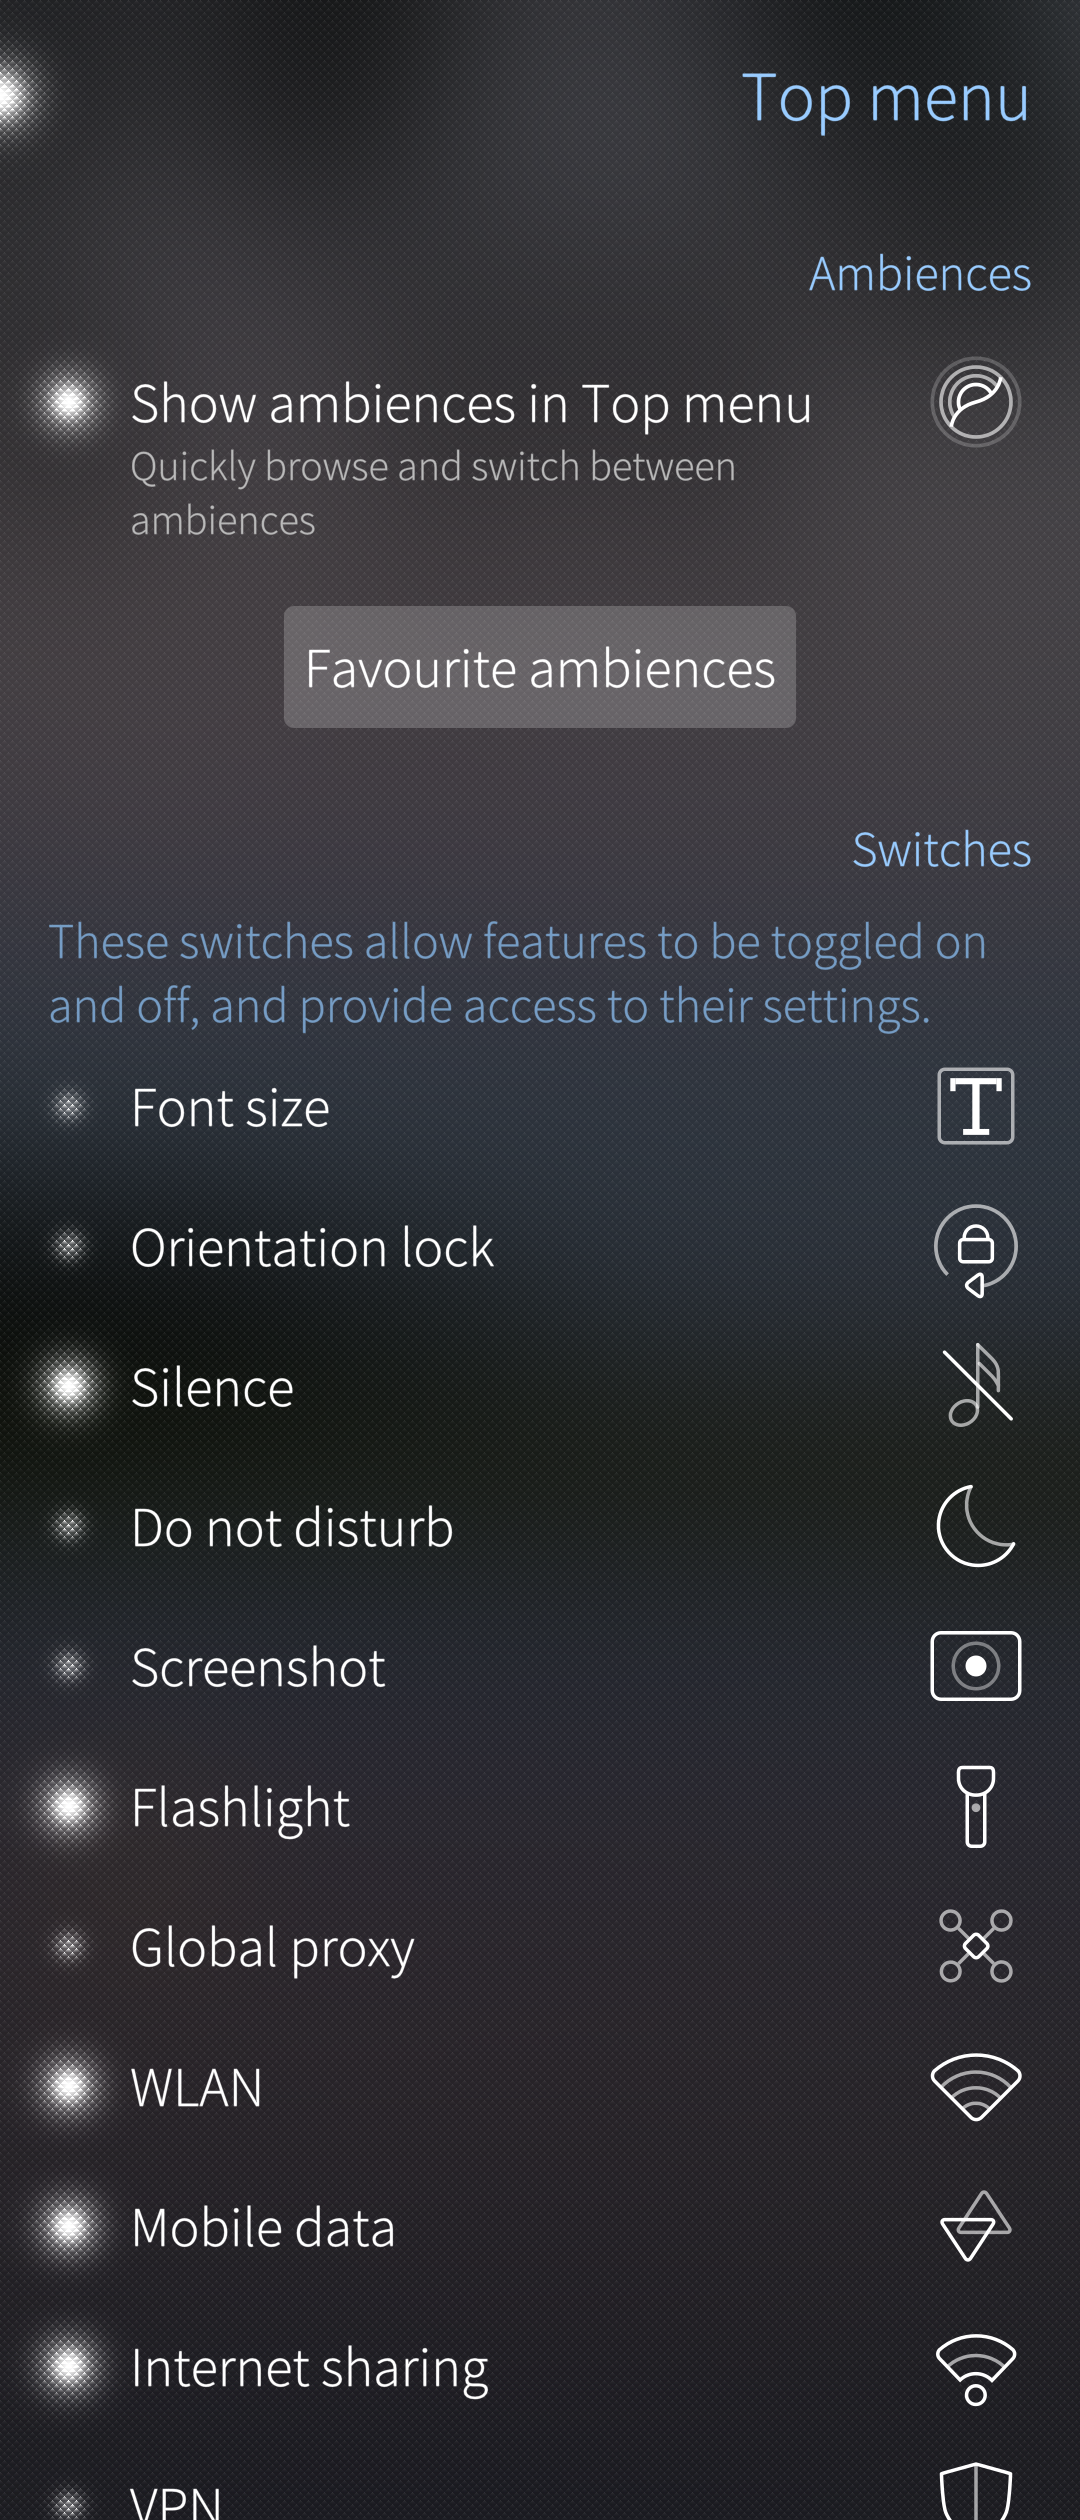 Top menu
Ambiences
Show ambiences in Top menu
Quickly browse and switch between
ambiences
Favourite ambiences
Switches
These switches allow features to be toggled on
and off, and provide access to their settings.
Font size
Orientation lock
Silence
Do not disturb
Screenshot
Flashlight
Global proxy
WLAN
Mobile data
Internet sharing
VPN